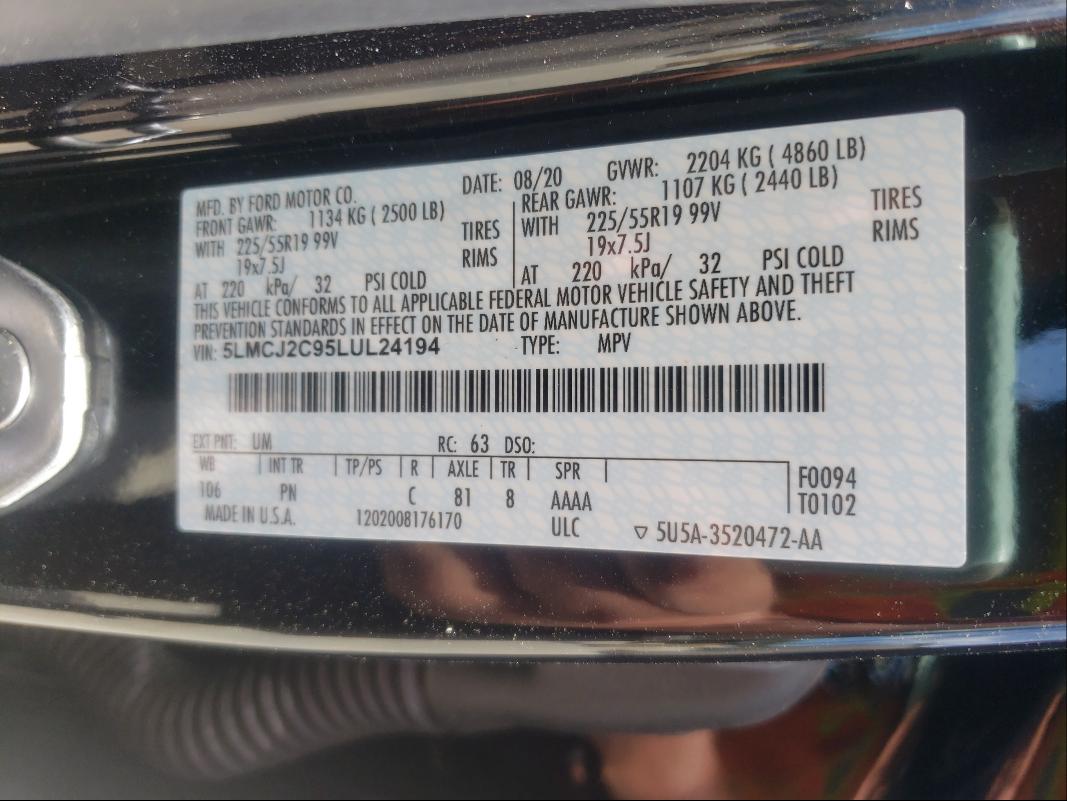 MFD. BY FORD MOTOR CO. DATE: 08/20 GVWR: 2204 KG ( 4860 LB)
FRONT GAWR: 1134 KG ( 2500 LB) REAR GAWR: 1107 KG ( 2440 LB)
WITH 225/55R19 99V TIRES WITH 225/55R19 99V TIRES
19x7.5J RIMS 19x7.5J RIMS
AT 220 kPa/ 32 PSI COLD AT 220 kPa/ 32 PSI COLD
THIS VEHICLE CONFORMS TO ALL APPLICABLE FEDERAL MOTOR VEHICLE SAFETY AND THEFT
PREVENTION STANDARDS IN EFFECT ON THE DATE OF MANUFACTURE SHOWN ABOVE.
VIN: 5LMCJ2C95LUL24194 TYPE: MPV
EXT PNT: UM RC: 63 DSO:
WB INT TR TP/PS R AXLE TR SPR F0094
106 PN C 81 8 AAAA T0102
MADE IN U.S.A. 1202008176170 ULC ▽ 5U5A-3520472-AA